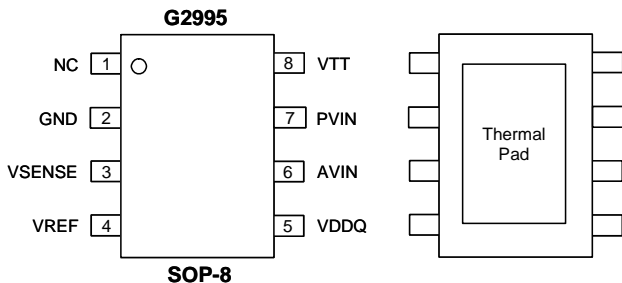 G2995
NC 1 8 VTT
GND 2 7 PVIN
VSENSE 3 6 AVIN
VREF 4 5 VDDQ
SOP-8
Thermal
Pad